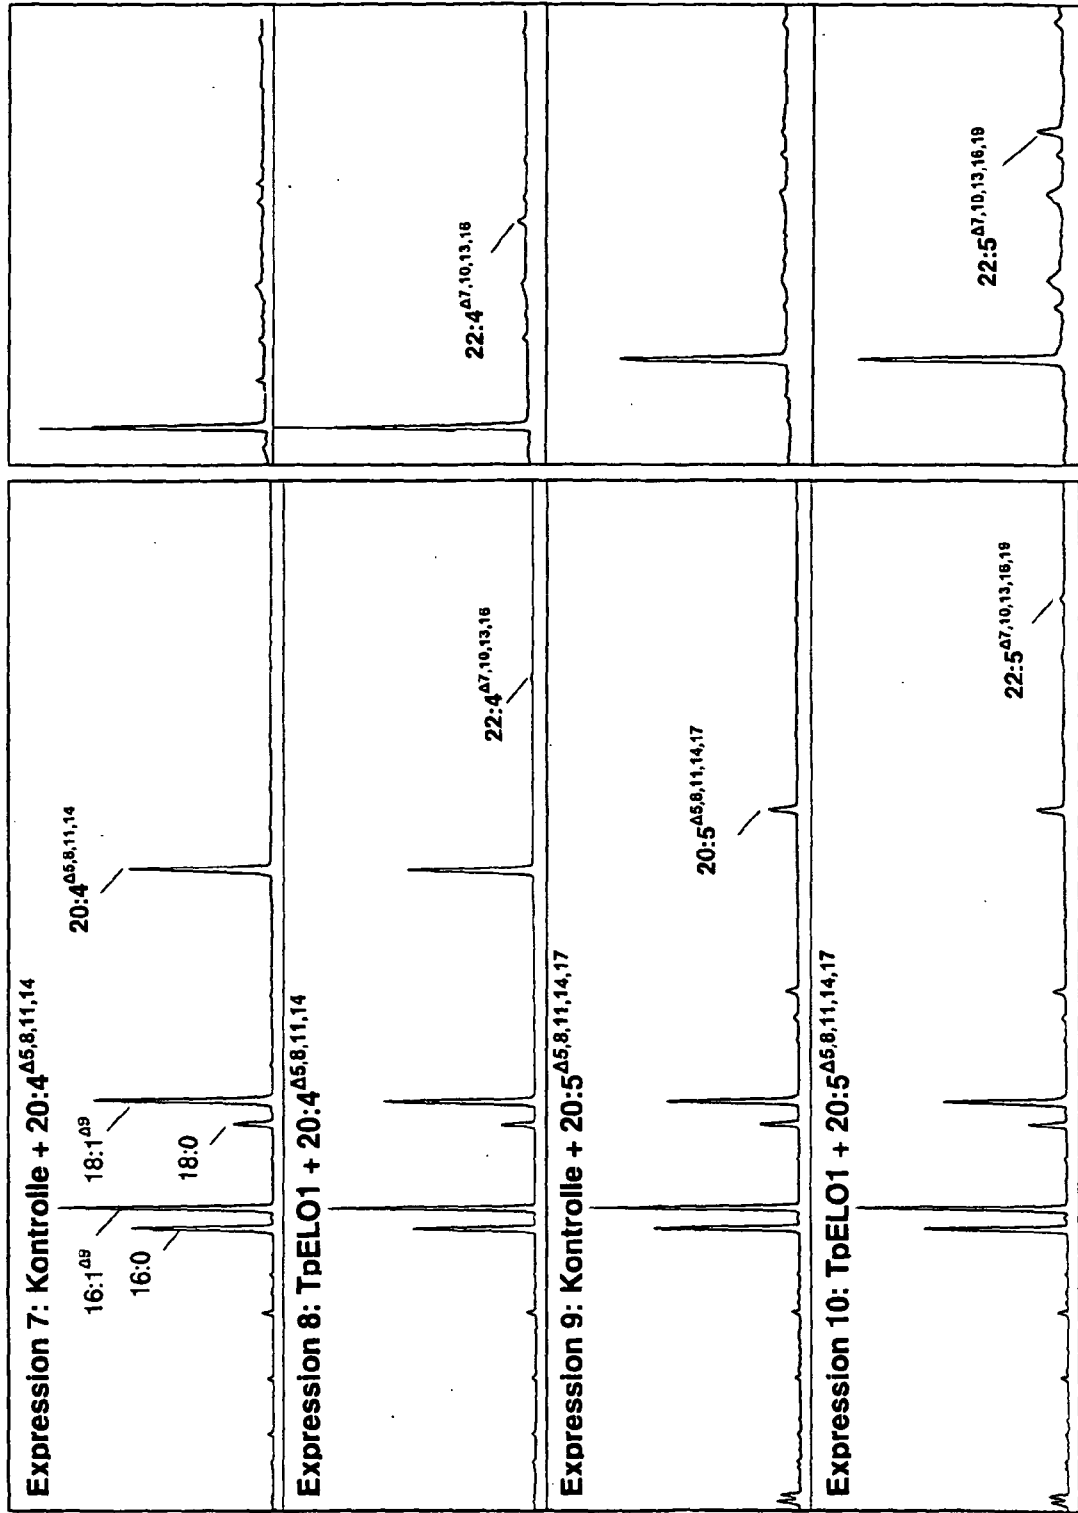 Expression 7: Kontrolle + 20:4Δ5,8,11,14
16:1Δ9
16:0
18:1Δ9
18:0
20:4Δ5,8,11,14
Expression 8: TpELO1 + 20:4Δ5,8,11,14
22:4Δ7,10,13,16
22:4Δ7,10,13,16
Expression 9: Kontrolle + 20:5Δ5,8,11,14,17
20:5Δ5,8,11,14,17
Expression 10: TpELO1 + 20:5Δ5,8,11,14,17
22:5Δ7,10,13,16,19
22:5Δ7,10,13,16,19